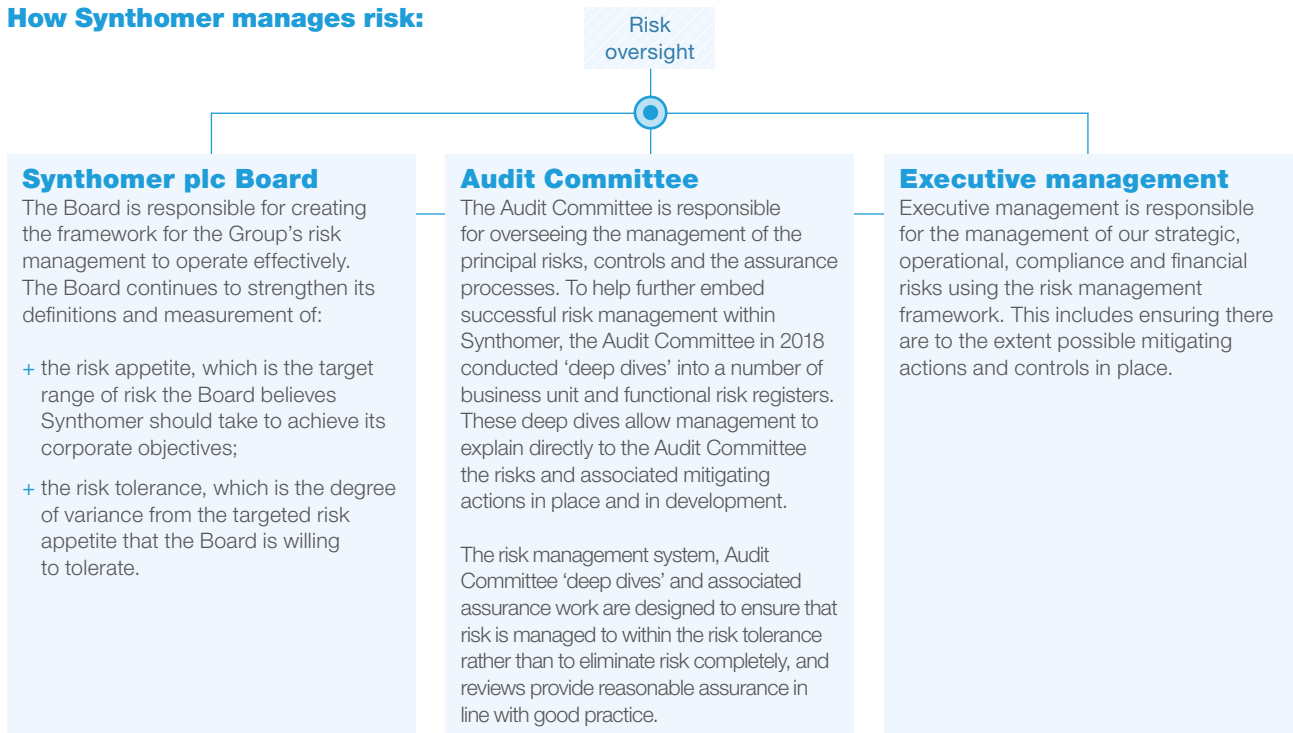 How Synthomer manages risk:
Risk
oversight
Synthomer plc Board
The Board is responsible for creating
the framework for the Group's risk
management to operate effectively.
The Board continues to strengthen its
definitions and measurement of:
+ the risk appetite, which is the target
range of risk the Board believes
Synthomer should take to achieve its
corporate objectives;
+ the risk tolerance, which is the degree
of variance from the targeted risk
appetite that the Board is willing
to tolerate.
Audit Committee
The Audit Committee is responsible
for overseeing the management of the
principal risks, controls and the assurance
processes. To help further embed
successful risk management within
Synthomer, the Audit Committee in 2018
conducted ‘deep dives’ into a number of
business unit and functional risk registers.
These deep dives allow management to
explain directly to the Audit Committee
the risks and associated mitigating
actions in place and in development.
The risk management system, Audit
Committee ‘deep dives’ and associated
assurance work are designed to ensure that
risk is managed to within the risk tolerance
rather than to eliminate risk completely, and
reviews provide reasonable assurance in
line with good practice.
Executive management
Executive management is responsible
for the management of our strategic,
operational, compliance and financial
risks using the risk management
framework. This includes ensuring there
are to the extent possible mitigating
actions and controls in place.